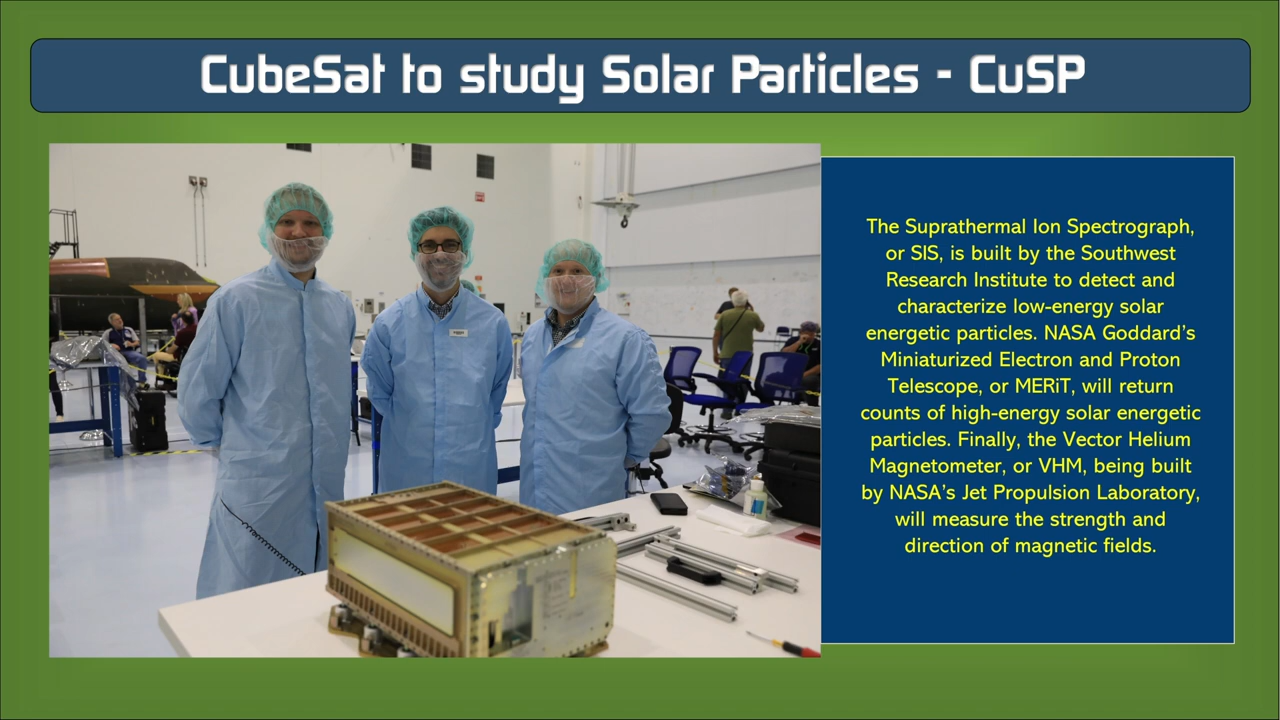 CubeSat to study Solar Particles - CuSP
The Suprathermal Ion Spectrograph,
or SIS, is built by the Southwest
Research Institute to detect and
characterize low-energy solar
energetic particles. NASA Goddard's
Miniaturized Electron and Proton
Telescope, or MERiT, will return
counts of high-energy solar energetic
particles. Finally, the Vector Helium
Magnetometer, or VHM, being built
by NASA's Jet Propulsion Laboratory,
will measure the strength and
direction of magnetic fields.